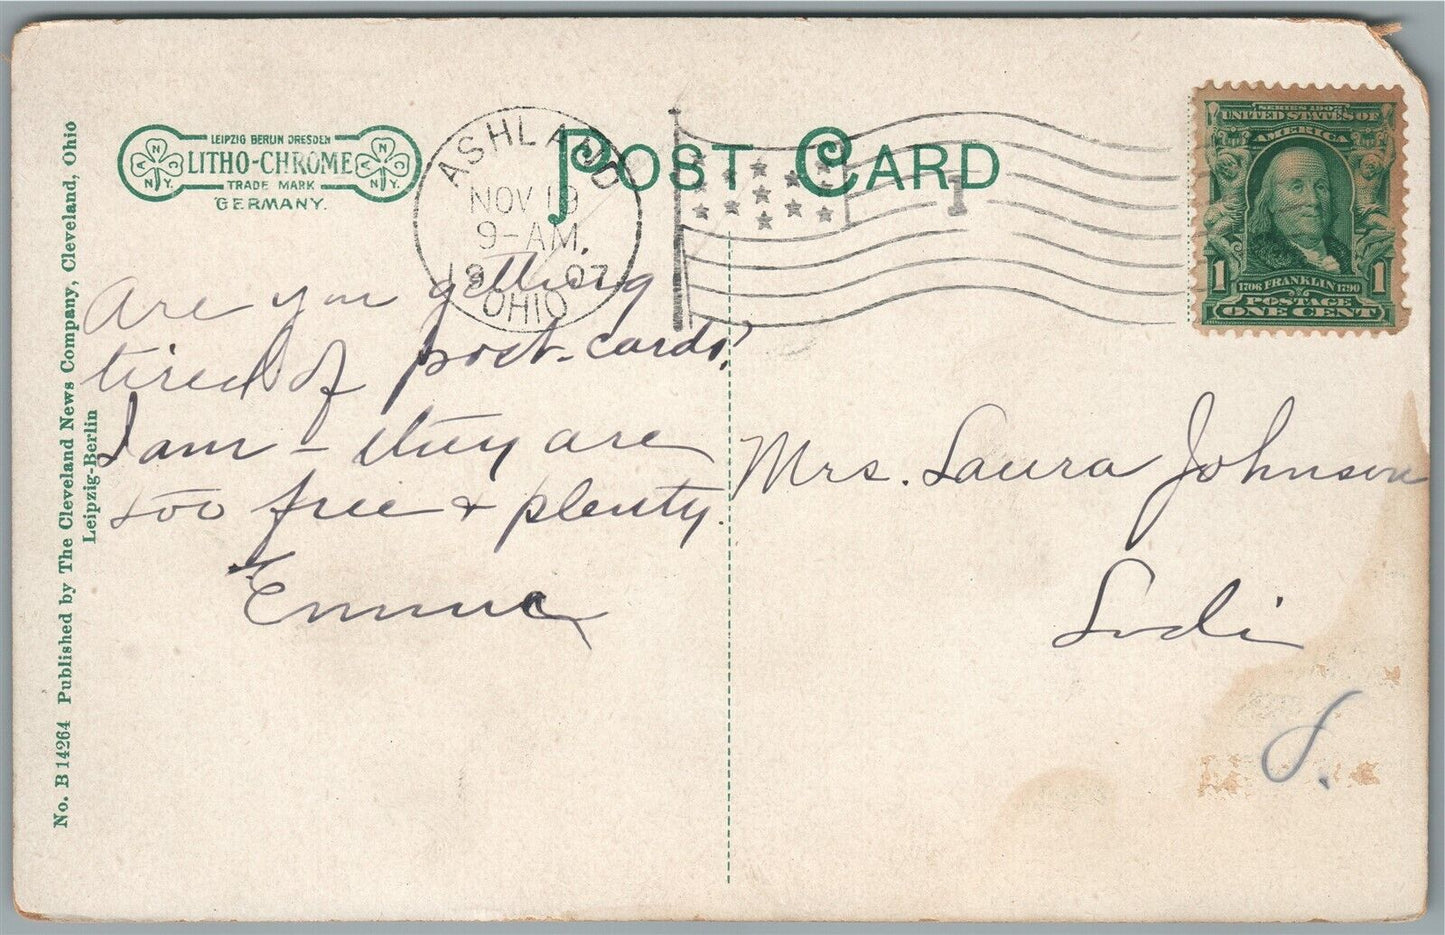 No. B 14264 Published by The Cleveland News Company, Cleveland, Ohio
Leipzig-Berlin
LEIPZIG BERLIN DRESDEN
LITHO-CHROME
TRADE MARK
GERMANY.
N.Y.
N.Y.
POST CARD
ASHLAND
NOV 19
9-AM.
1907
OHIO
1
SERIES 1902
UNITED STATES OF
AMERICA
1 1
1706 FRANKLIN 1790
POSTAGE
ONE CENT
Are you getting
tired of post-cards?
I am - they are
too free + plenty.
Emma
Mrs. Laura Johnson
Lodi
O.